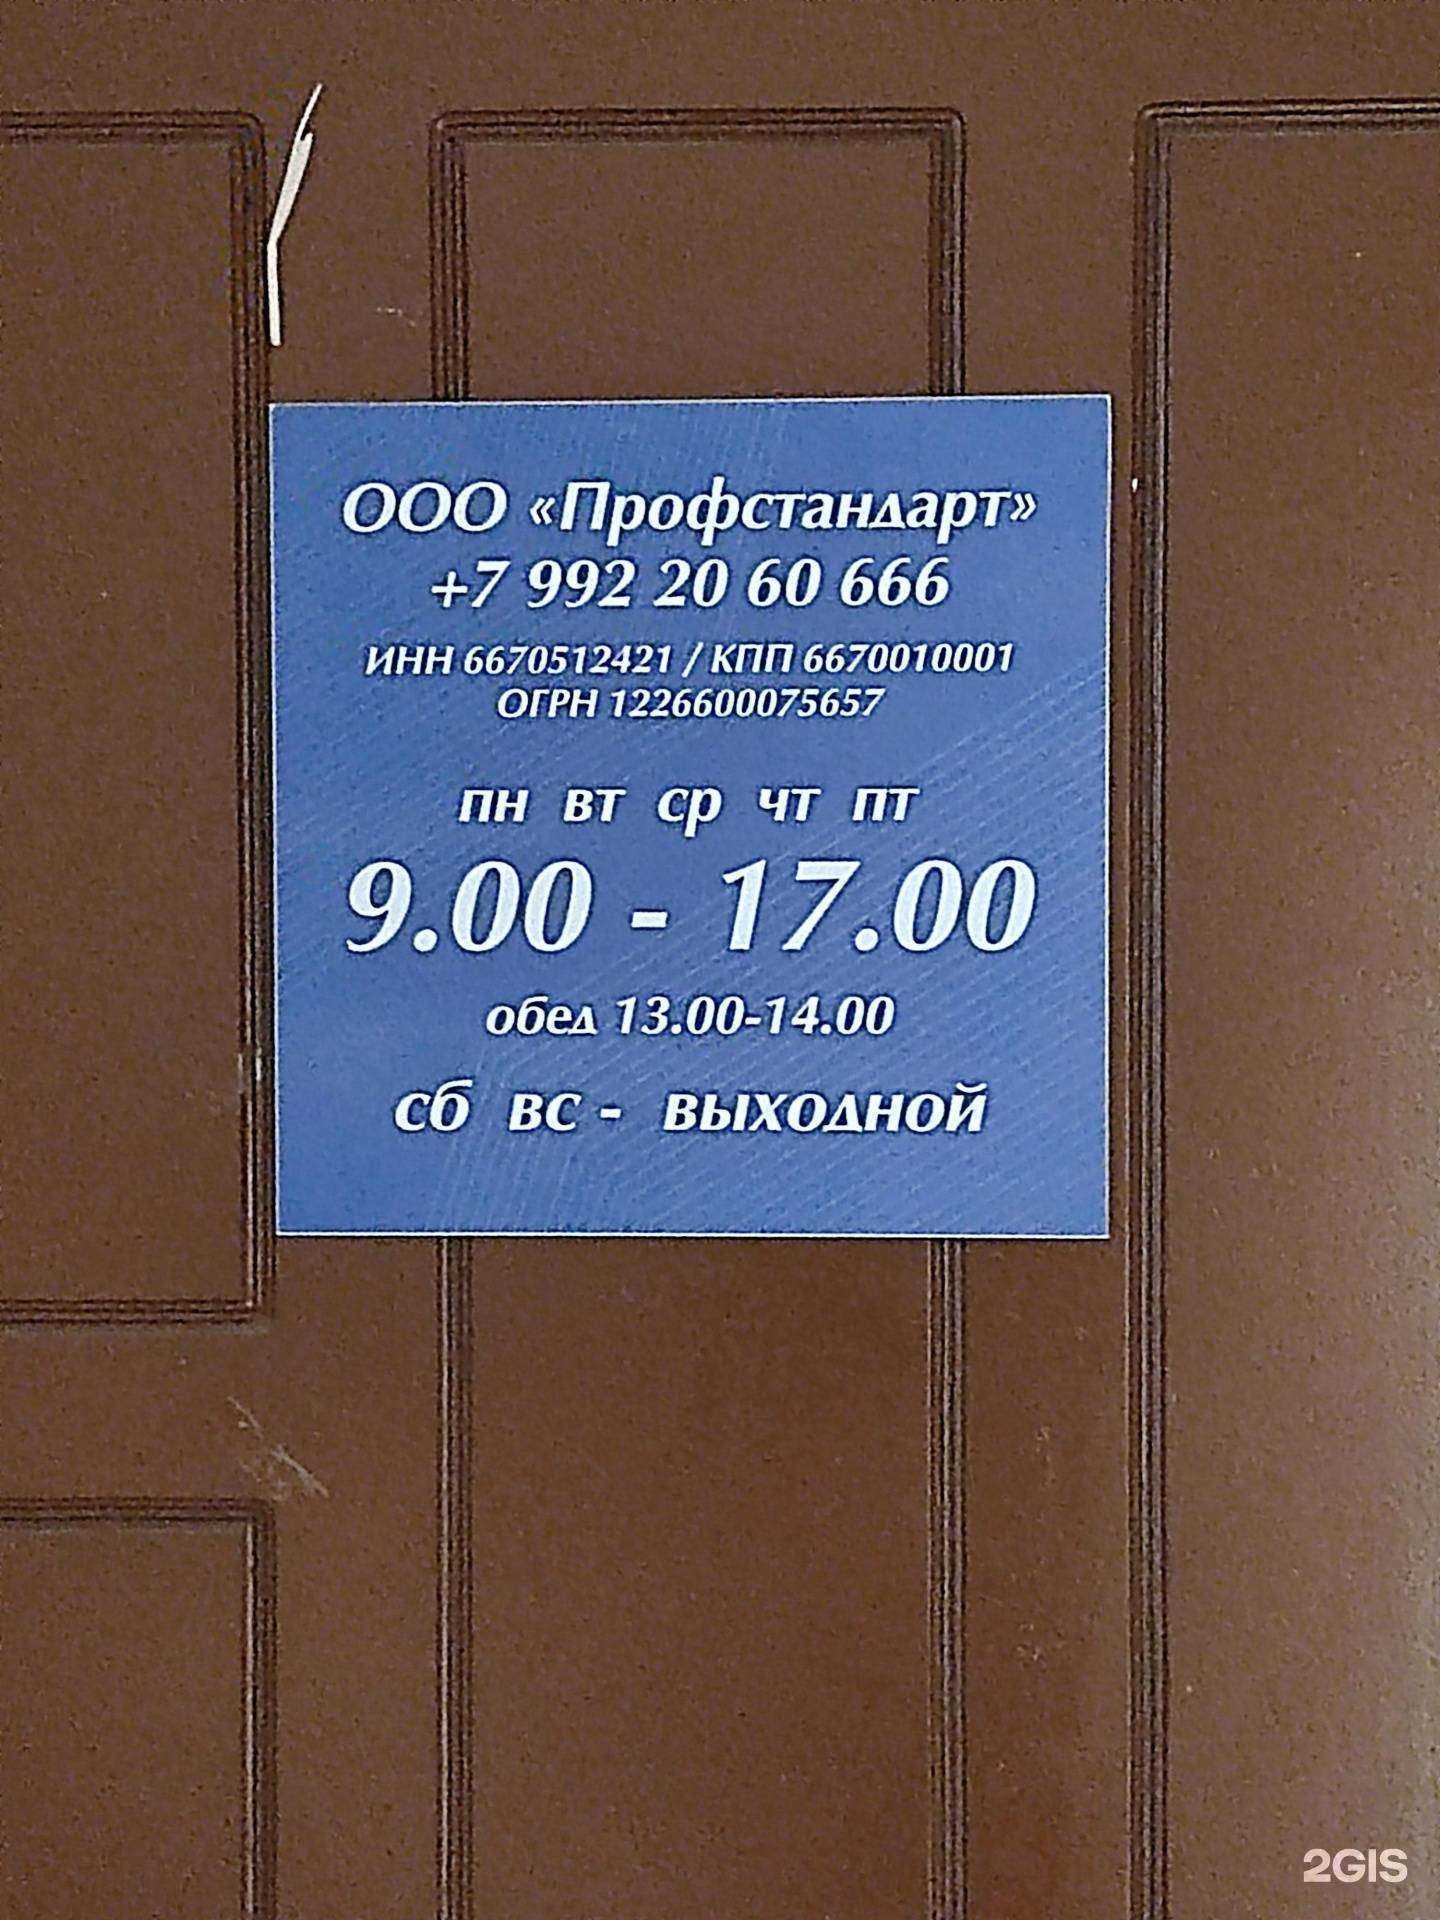 ООО «Профстандарт»
+7 992 20 60 666
ИНН 6670512421 / КПП 6670010001
ОГРН 1226600075657
пн вт ср чт пт
9.00 - 17.00
обед 13.00-14.00
сб вс - выходной
2GIS